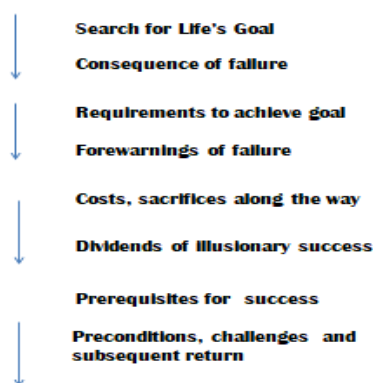 Search for Life's Goal
Consequence of failure
Requirements to achieve goal
Forewarnings of failure
Costs, sacrifices along the way
Dividends of illusionary success
Prerequisites for success
Preconditions, challenges and
subsequent return